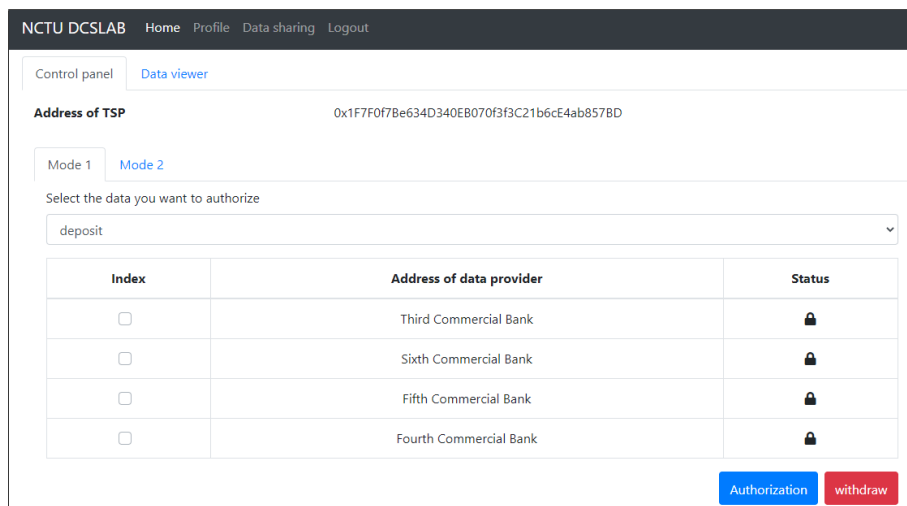 NCTU DCSLAB Home Profile Data sharing Logout
Control panel Data viewer
Address of TSP 0x1F7F0f7Be634D340EB070f3f3C21b6cE4ab857BD
Mode 1 Mode 2
Select the data you want to authorize
deposit
Index Address of data provider Status
Third Commercial Bank
Sixth Commercial Bank
Fifth Commercial Bank
Fourth Commercial Bank
Authorization withdraw